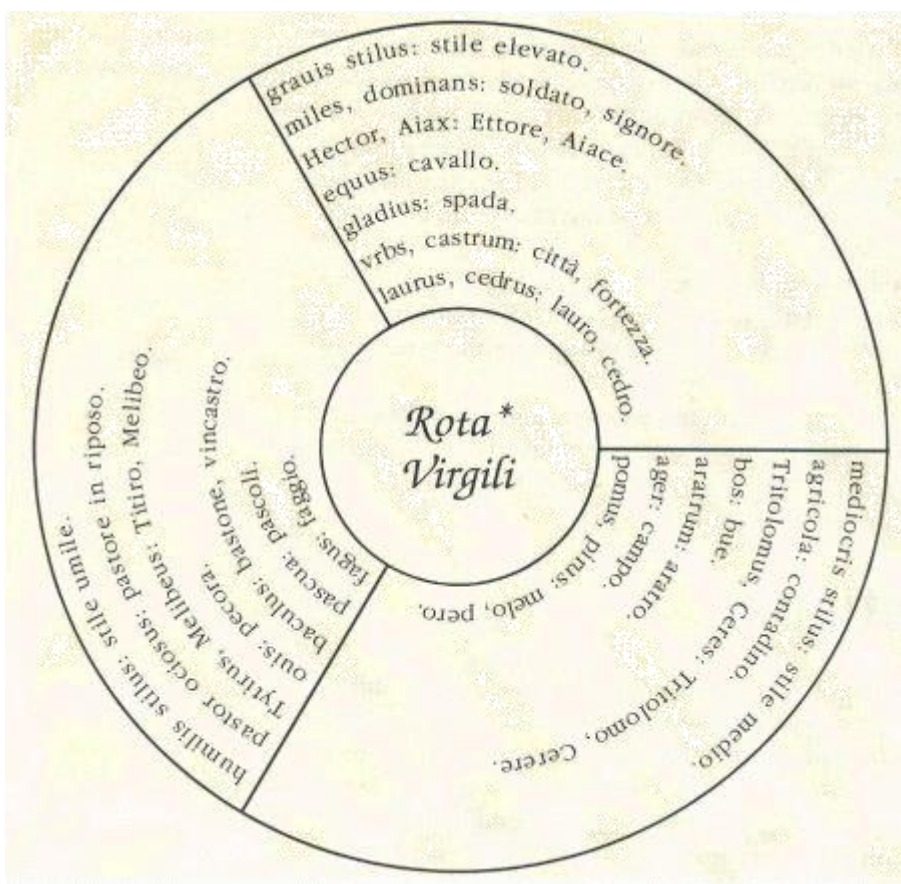 grauis stilus: stile elevato.
miles, dominans: soldato, signore.
Hector, Aiax: Ettore, Aiace.
equus: cavallo.
gladius: spada.
vrbs, castrum: città, fortezza.
laurus, cedrus: lauro, cedro.
mediocris stilus: stile medio.
agricola: contadino.
Tritolomus, Ceres: Tritolomo, Cerere.
bos: bue.
aratrum: aratro.
ager: campo.
pomus, pirus: melo, pero.
humilis stilus: stile umile.
pastor ociosus: pastore in riposo.
Tytirus, Melibeus: Titiro, Melibeo.
ouis: pecora.
baculus: bastone, vincastro.
pascua: pascoli.
fagus: faggio.
Rota*
Virgili